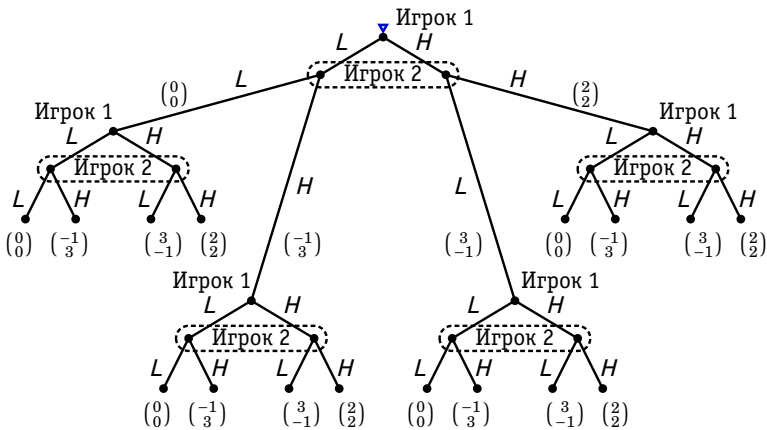 Игрок 1
L H
Игрок 2
L H
(0 0) (2 2)
Игрок 1 Игрок 1
L H L H
Игрок 2 Игрок 2
H L
L H L H L H L H
(0 0) (−1 3) (3 −1) (2 2) (−1 3) (3 −1) (0 0) (−1 3) (3 −1) (2 2)
Игрок 1 Игрок 1
L H L H
Игрок 2 Игрок 2
L H L H L H L H
(0 0) (−1 3) (3 −1) (2 2) (0 0) (−1 3) (3 −1) (2 2)